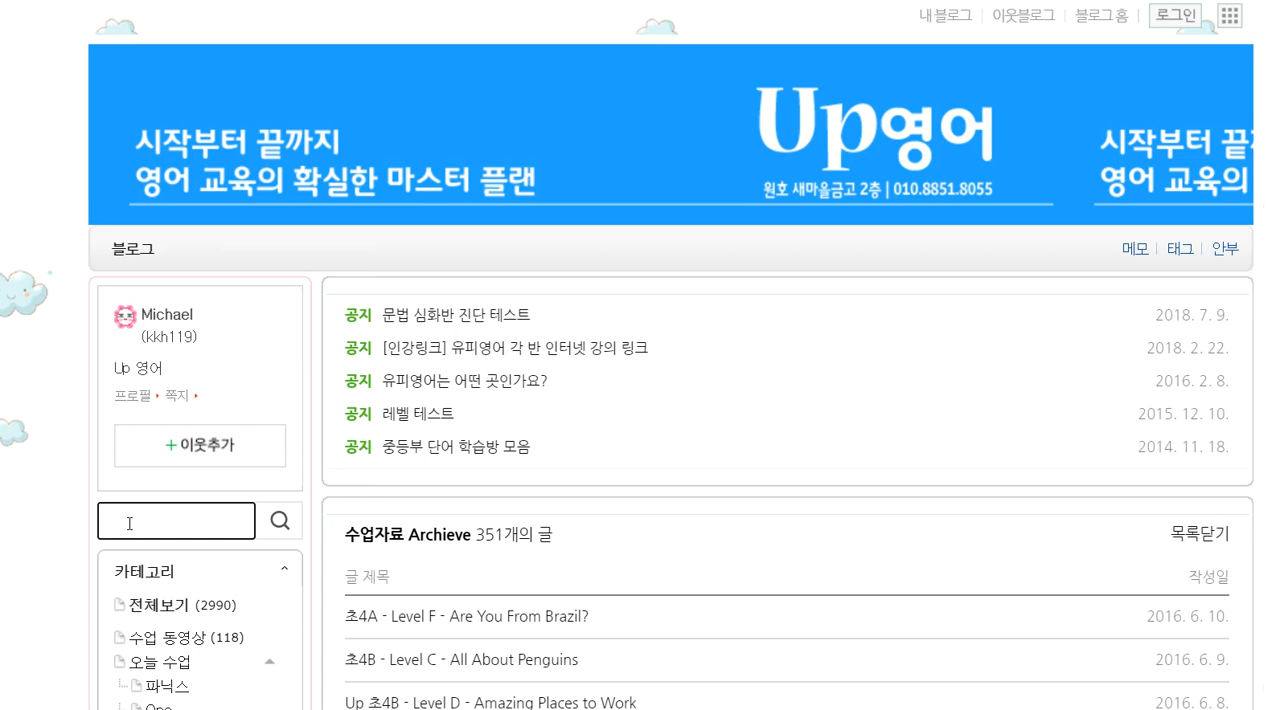 내 블로그 | 이웃블로그 | 블로그 홈 | 로그인
시작부터 끝까지
영어 교육의 확실한 마스터 플랜
Up영어
원호 새마을금고 2층 | 010.8851.8055
시작부터 끝
영어 교육의
블로그
메모 | 태그 | 안부
Michael
(kkh119)
Up 영어
프로필 쪽지
+ 이웃추가
카테고리
전체보기 (2990)
수업 동영상 (118)
오늘 수업
파닉스
One
공지 문법 심화반 진단 테스트 2018. 7. 9.
공지 [인강링크] 유피영어 각 반 인터넷 강의 링크 2018. 2. 22.
공지 유피영어는 어떤 곳인가요? 2016. 2. 8.
공지 레벨 테스트 2015. 12. 10.
공지 중등부 단어 학습방 모음 2014. 11. 18.
수업자료 Archieve 351개의 글 목록닫기
글 제목 작성일
초4A - Level F - Are You From Brazil? 2016. 6. 10.
초4B - Level C - All About Penguins 2016. 6. 9.
Up 초4B - Level D - Amazing Places to Work 2016. 6. 8.